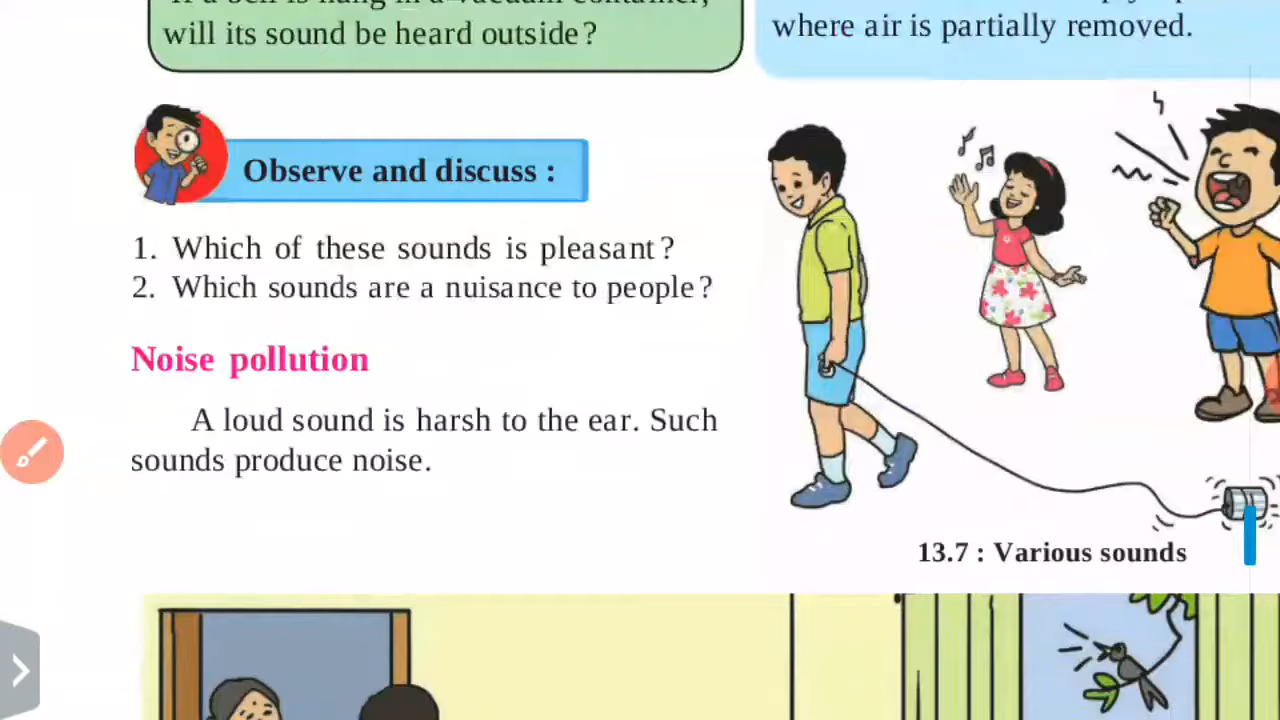 will its sound be heard outside?
where air is partially removed.
Observe and discuss :
1. Which of these sounds is pleasant?
2. Which sounds are a nuisance to people?
Noise pollution
A loud sound is harsh to the ear. Such
sounds produce noise.
13.7 : Various sounds